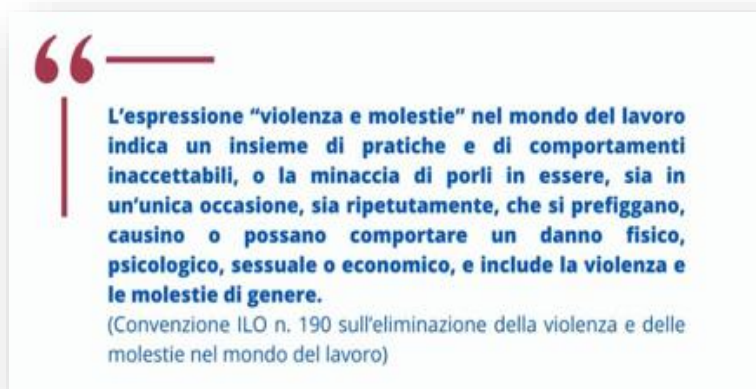 L'espressione “violenza e molestie” nel mondo del lavoro
indica un insieme di pratiche e di comportamenti
inaccettabili, o la minaccia di porli in essere, sia in
un'unica occasione, sia ripetutamente, che si prefiggano,
causino o possano comportare un danno fisico,
psicologico, sessuale o economico, e include la violenza e
le molestie di genere.
(Convenzione ILO n. 190 sull'eliminazione della violenza e delle
molestie nel mondo del lavoro)